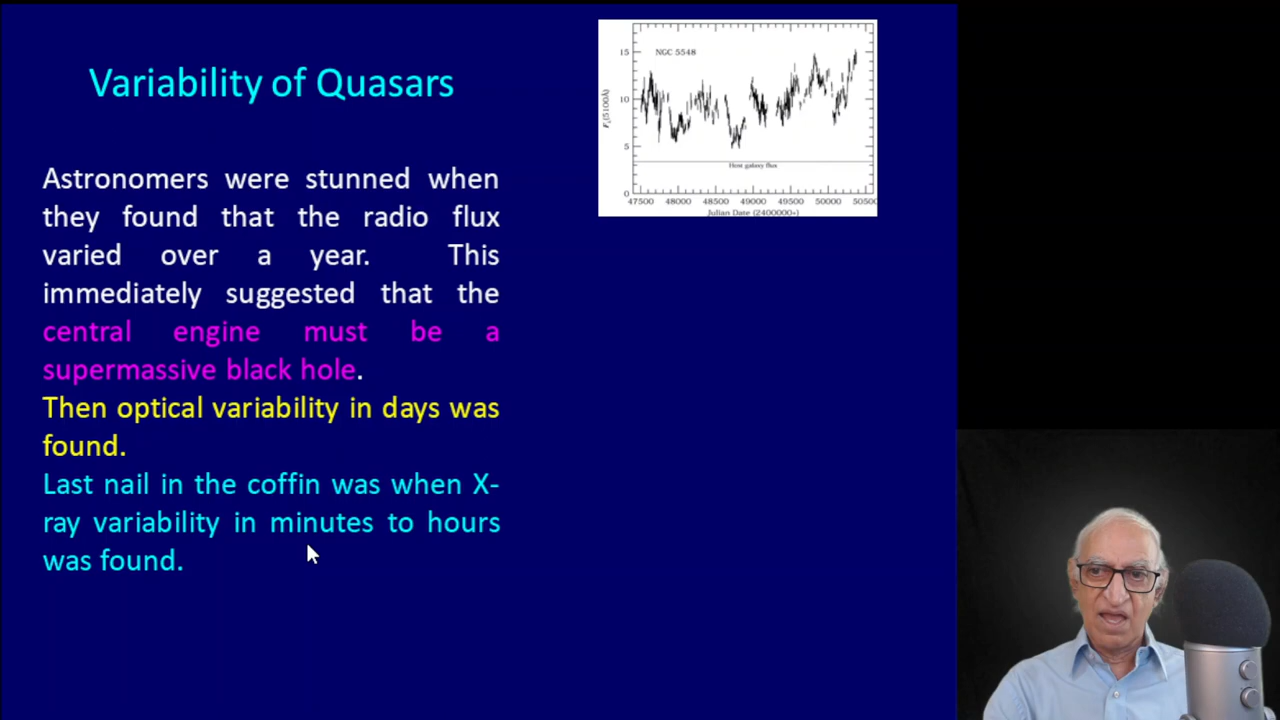 Variability of Quasars
Astronomers were stunned when
they found that the radio flux
varied over a year. This
immediately suggested that the
central engine must be a
supermassive black hole.
Then optical variability in days was
found.
Last nail in the coffin was when X-
ray variability in minutes to hours
was found.
NGC 5548
15
10
5
0
F_λ(5100Å)
Host galaxy flux
47500 48000 48500 49000 49500 50000 50500
Julian Date (2400000+)